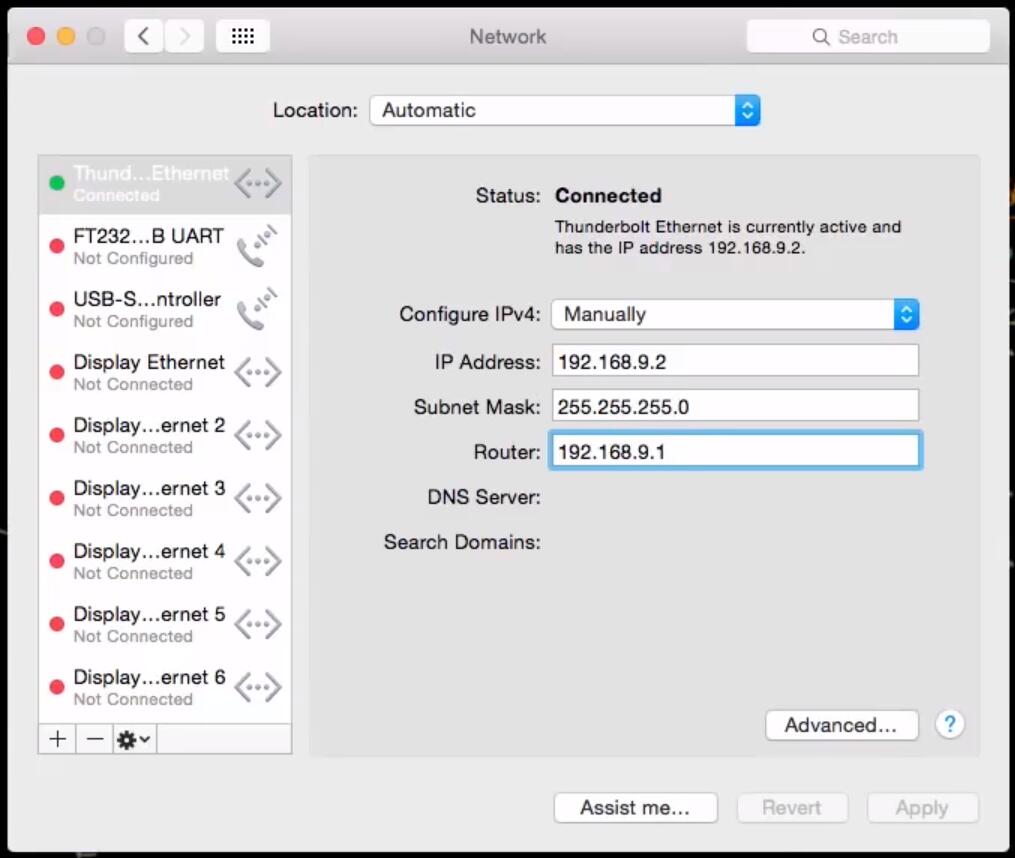 Network
Search
Location: Automatic
Thund...Ethernet
Connected
FT232...B UART
Not Configured
USB-S...ntroller
Not Configured
Display Ethernet
Not Connected
Display...ernet 2
Not Connected
Display...ernet 3
Not Connected
Display...ernet 4
Not Connected
Display...ernet 5
Not Connected
Display...ernet 6
Not Connected
Status: Connected
Thunderbolt Ethernet is currently active and
has the IP address 192.168.9.2.
Configure IPv4: Manually
IP Address: 192.168.9.2
Subnet Mask: 255.255.255.0
Router: 192.168.9.1
DNS Server:
Search Domains:
Advanced... ?
Assist me... Revert Apply